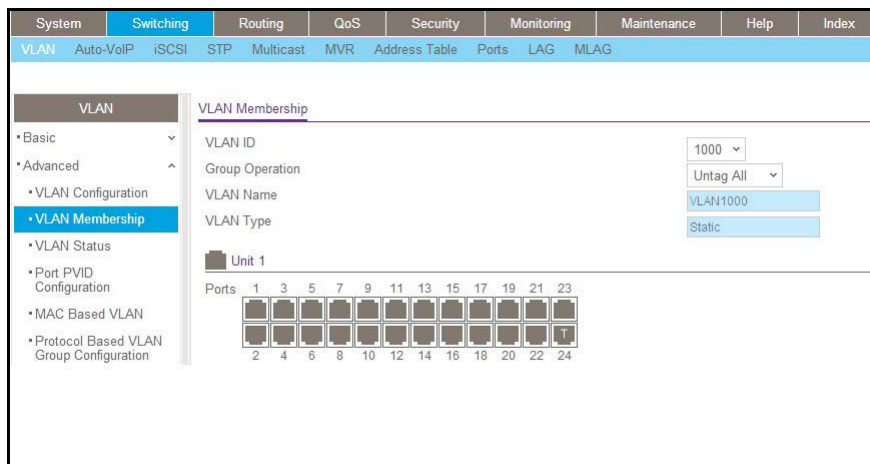 System Switching Routing QoS Security Monitoring Maintenance Help Index
VLAN Auto-VoIP iSCSI STP Multicast MVR Address Table Ports LAG MLAG
VLAN
Basic
Advanced
VLAN Configuration
VLAN Membership
VLAN Status
Port PVID
Configuration
MAC Based VLAN
Protocol Based VLAN
Group Configuration
VLAN Membership
VLAN ID 1000
Group Operation Untag All
VLAN Name VLAN1000
VLAN Type Static
Unit 1
Ports 1 3 5 7 9 11 13 15 17 19 21 23
T
2 4 6 8 10 12 14 16 18 20 22 24